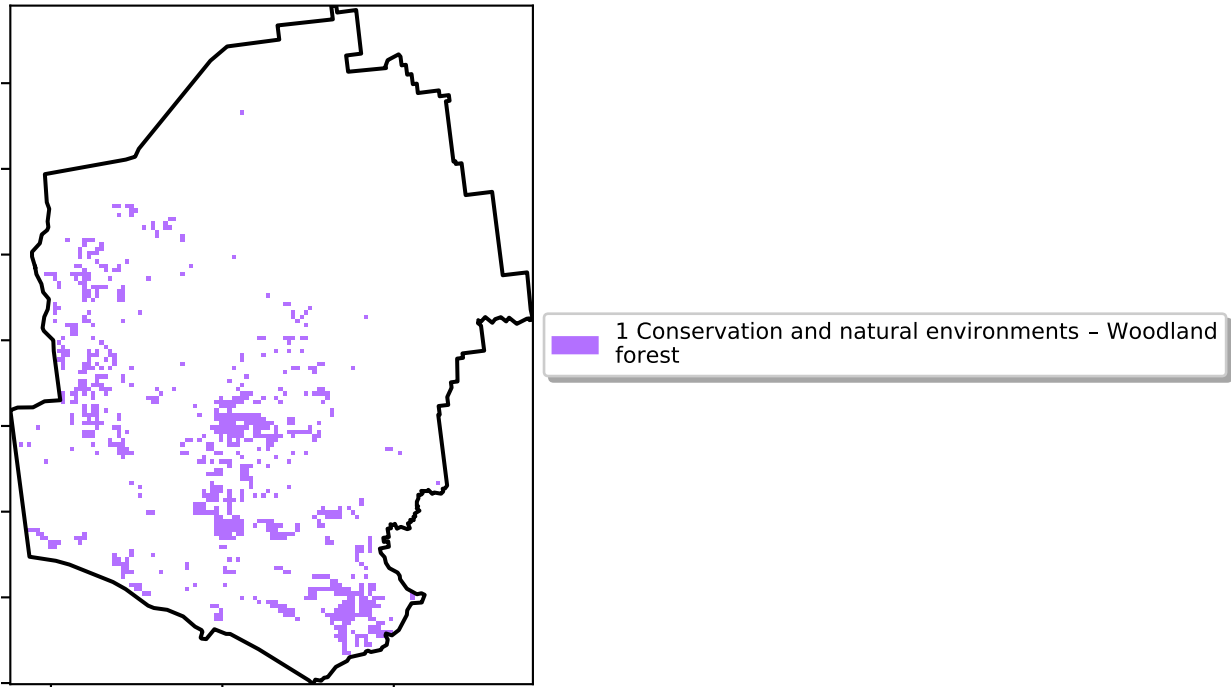 1 Conservation and natural environments – Woodland
forest